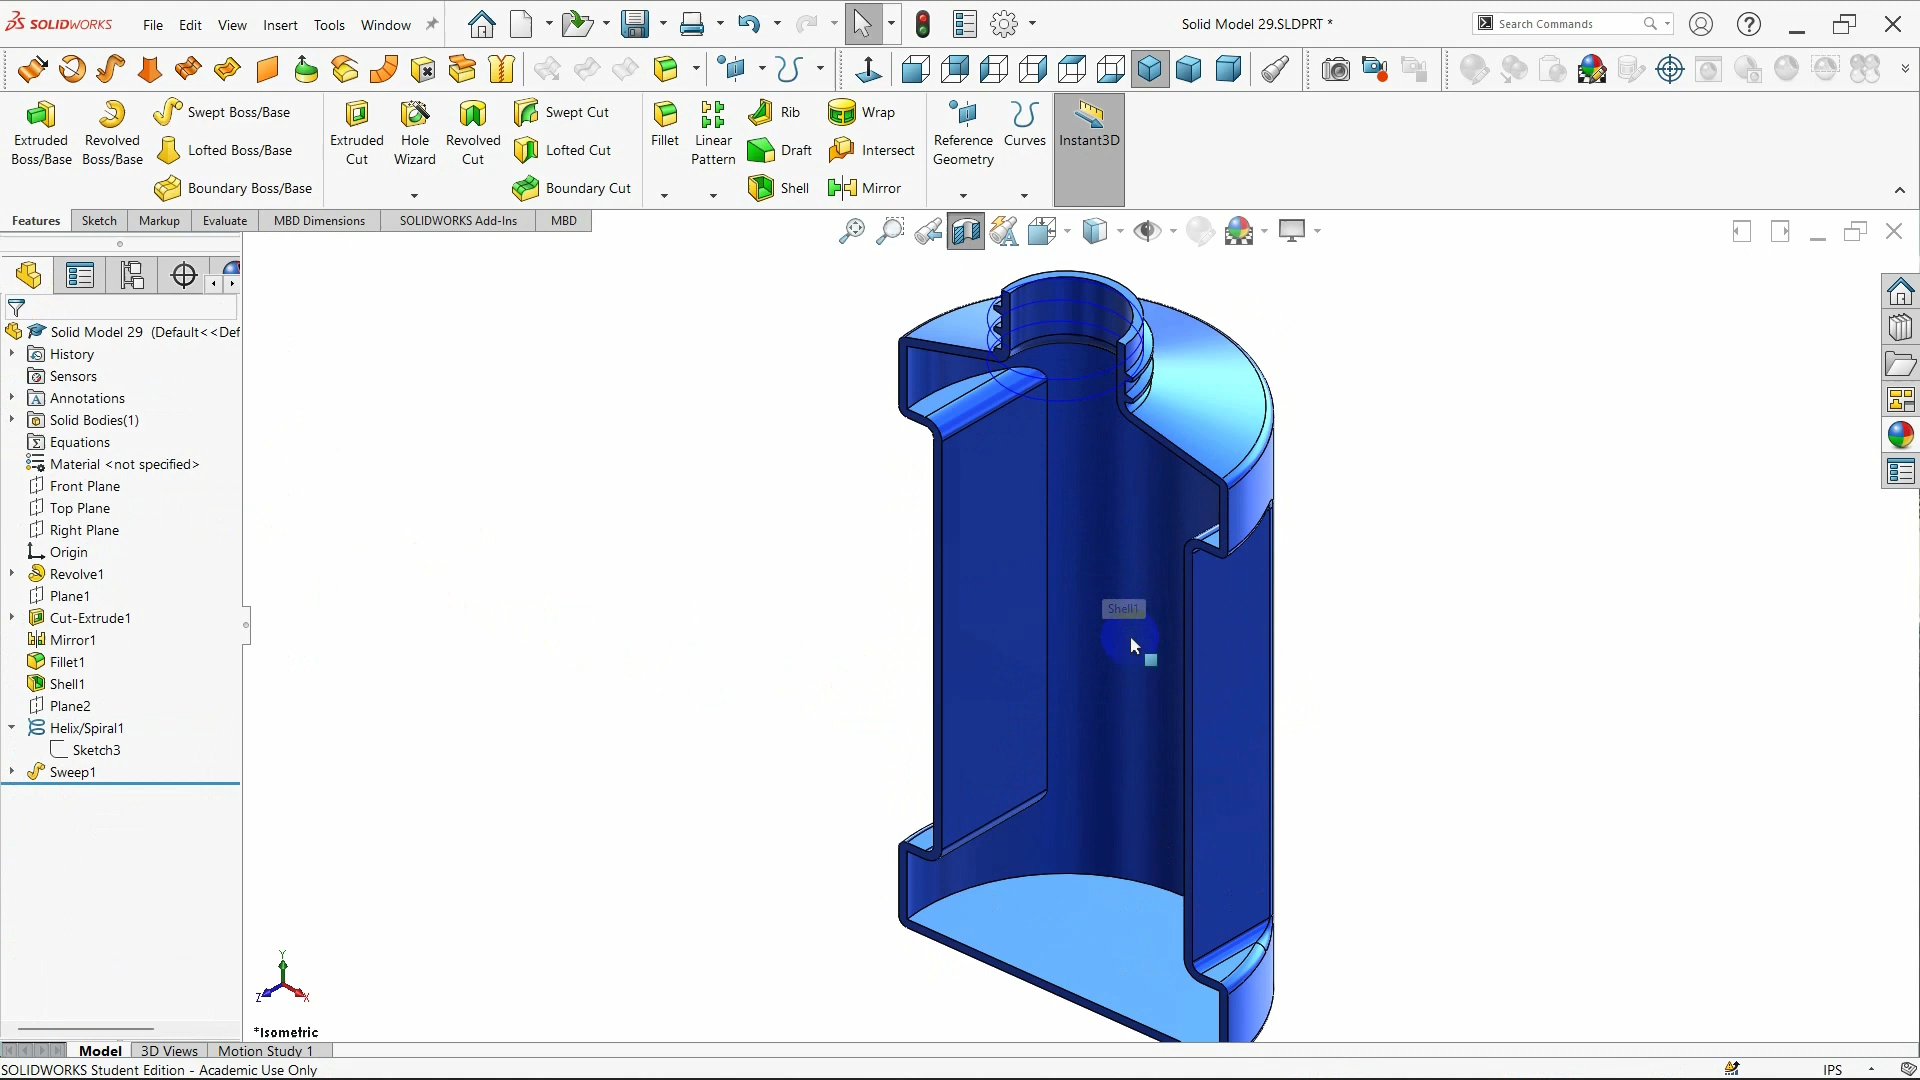 SOLIDWORKS File Edit View Insert Tools Window Solid Model 29.SLDPRT * Search Commands
Extruded Boss/Base
Revolved Boss/Base
Swept Boss/Base
Lofted Boss/Base
Boundary Boss/Base
Extruded Cut
Hole Wizard
Revolved Cut
Swept Cut
Lofted Cut
Boundary Cut
Fillet
Linear Pattern
Rib
Draft
Shell
Wrap
Intersect
Mirror
Reference Geometry
Curves
Instant3D
Features Sketch Markup Evaluate MBD Dimensions SOLIDWORKS Add-Ins MBD
Solid Model 29 (Default<<Def
History
Sensors
Annotations
Solid Bodies(1)
Equations
Material <not specified>
Front Plane
Top Plane
Right Plane
Origin
Revolve1
Plane1
Cut-Extrude1
Mirror1
Fillet1
Shell1
Plane2
Helix/Spiral1
Sketch3
Sweep1
Shell1
Y
Z X
*Isometric
Model 3D Views Motion Study 1
SOLIDWORKS Student Edition - Academic Use Only IPS